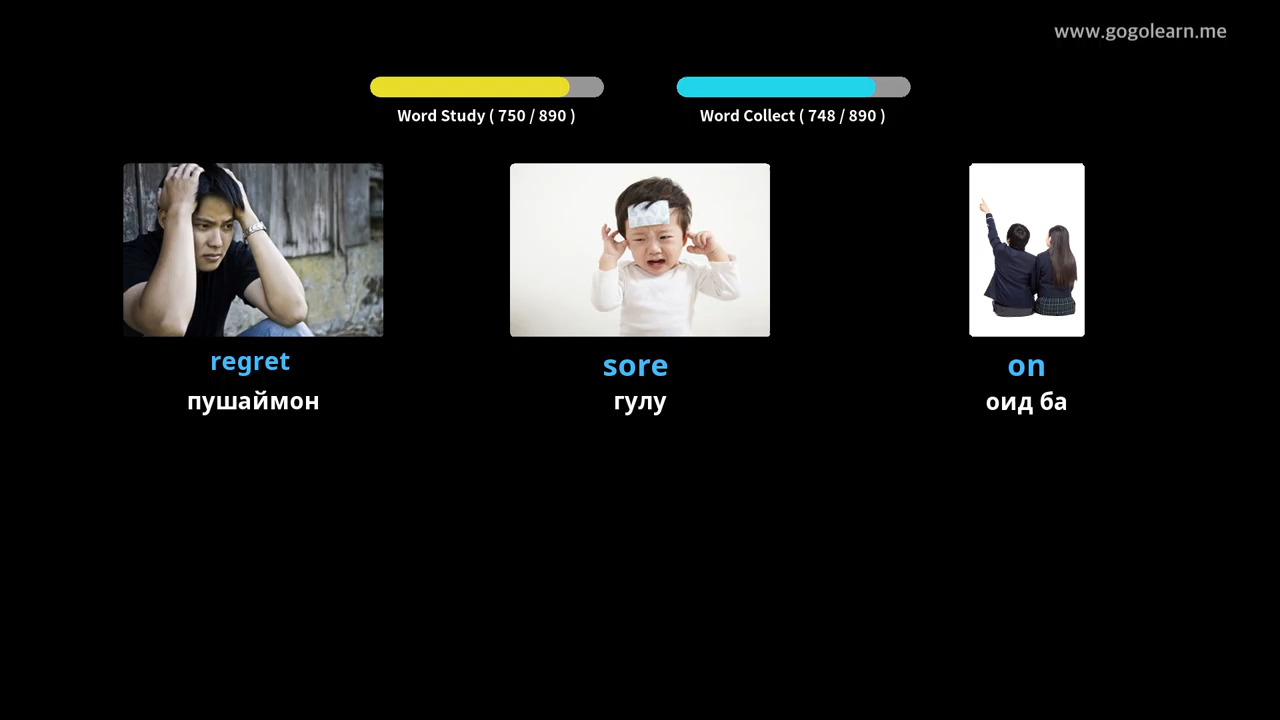 www.gogolearn.me
Word Study ( 750 / 890 )
Word Collect ( 748 / 890 )
regret
sore
on
пушаймон
гулу
оид ба